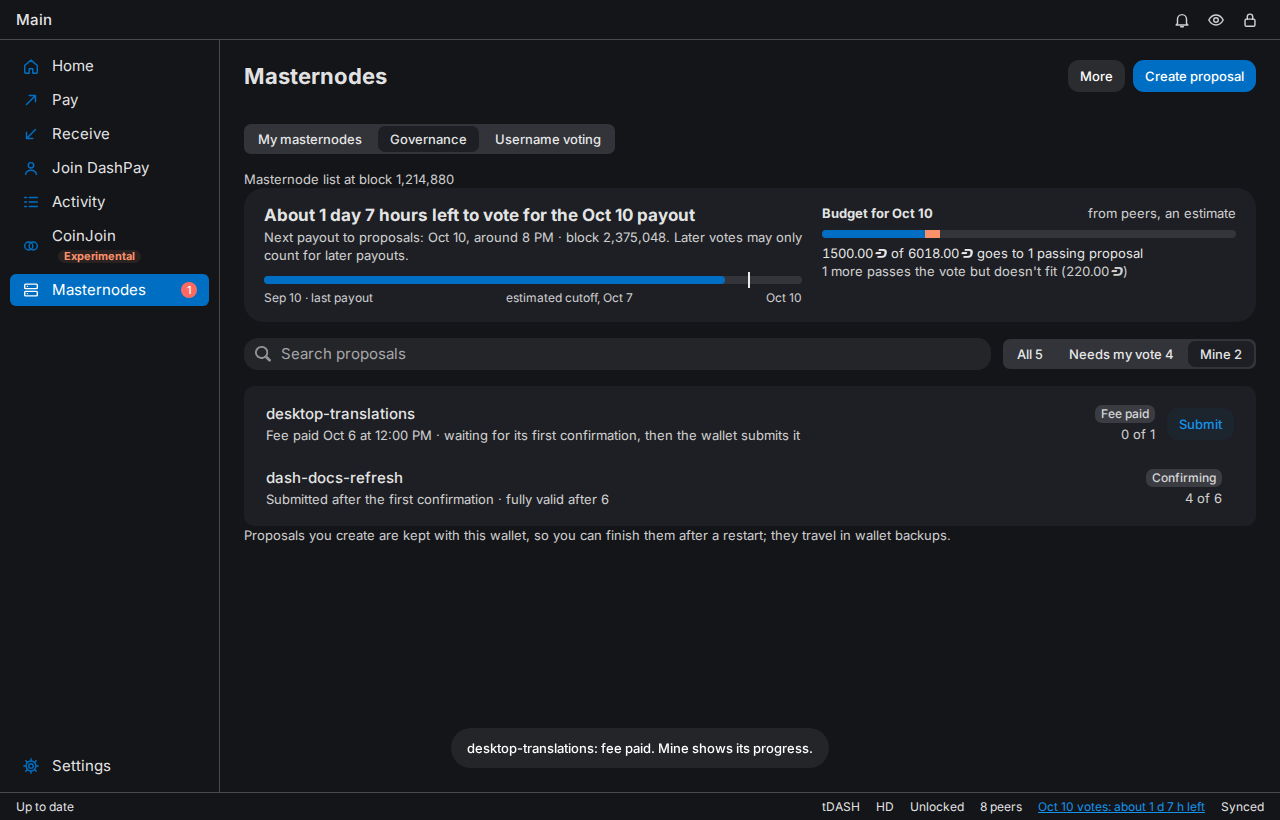 Main
Home
Pay
Receive
Join DashPay
Activity
CoinJoin
Experimental
Masternodes 1
Settings
Masternodes
More
Create proposal
My masternodes
Governance
Username voting
Masternode list at block 1,214,880
About 1 day 7 hours left to vote for the Oct 10 payout
Next payout to proposals: Oct 10, around 8 PM · block 2,375,048. Later votes may only
count for later payouts.
Sep 10 · last payout
estimated cutoff, Oct 7
Oct 10
Budget for Oct 10
from peers, an estimate
1500.00 of 6018.00 goes to 1 passing proposal
1 more passes the vote but doesn't fit (220.00)
Search proposals
All 5
Needs my vote 4
Mine 2
desktop-translations
Fee paid Oct 6 at 12:00 PM · waiting for its first confirmation, then the wallet submits it
Fee paid
0 of 1
Submit
dash-docs-refresh
Submitted after the first confirmation · fully valid after 6
Confirming
4 of 6
Proposals you create are kept with this wallet, so you can finish them after a restart; they travel in wallet backups.
desktop-translations: fee paid. Mine shows its progress.
Up to date
tDASH
HD
Unlocked
8 peers
Oct 10 votes: about 1 d 7 h left
Synced